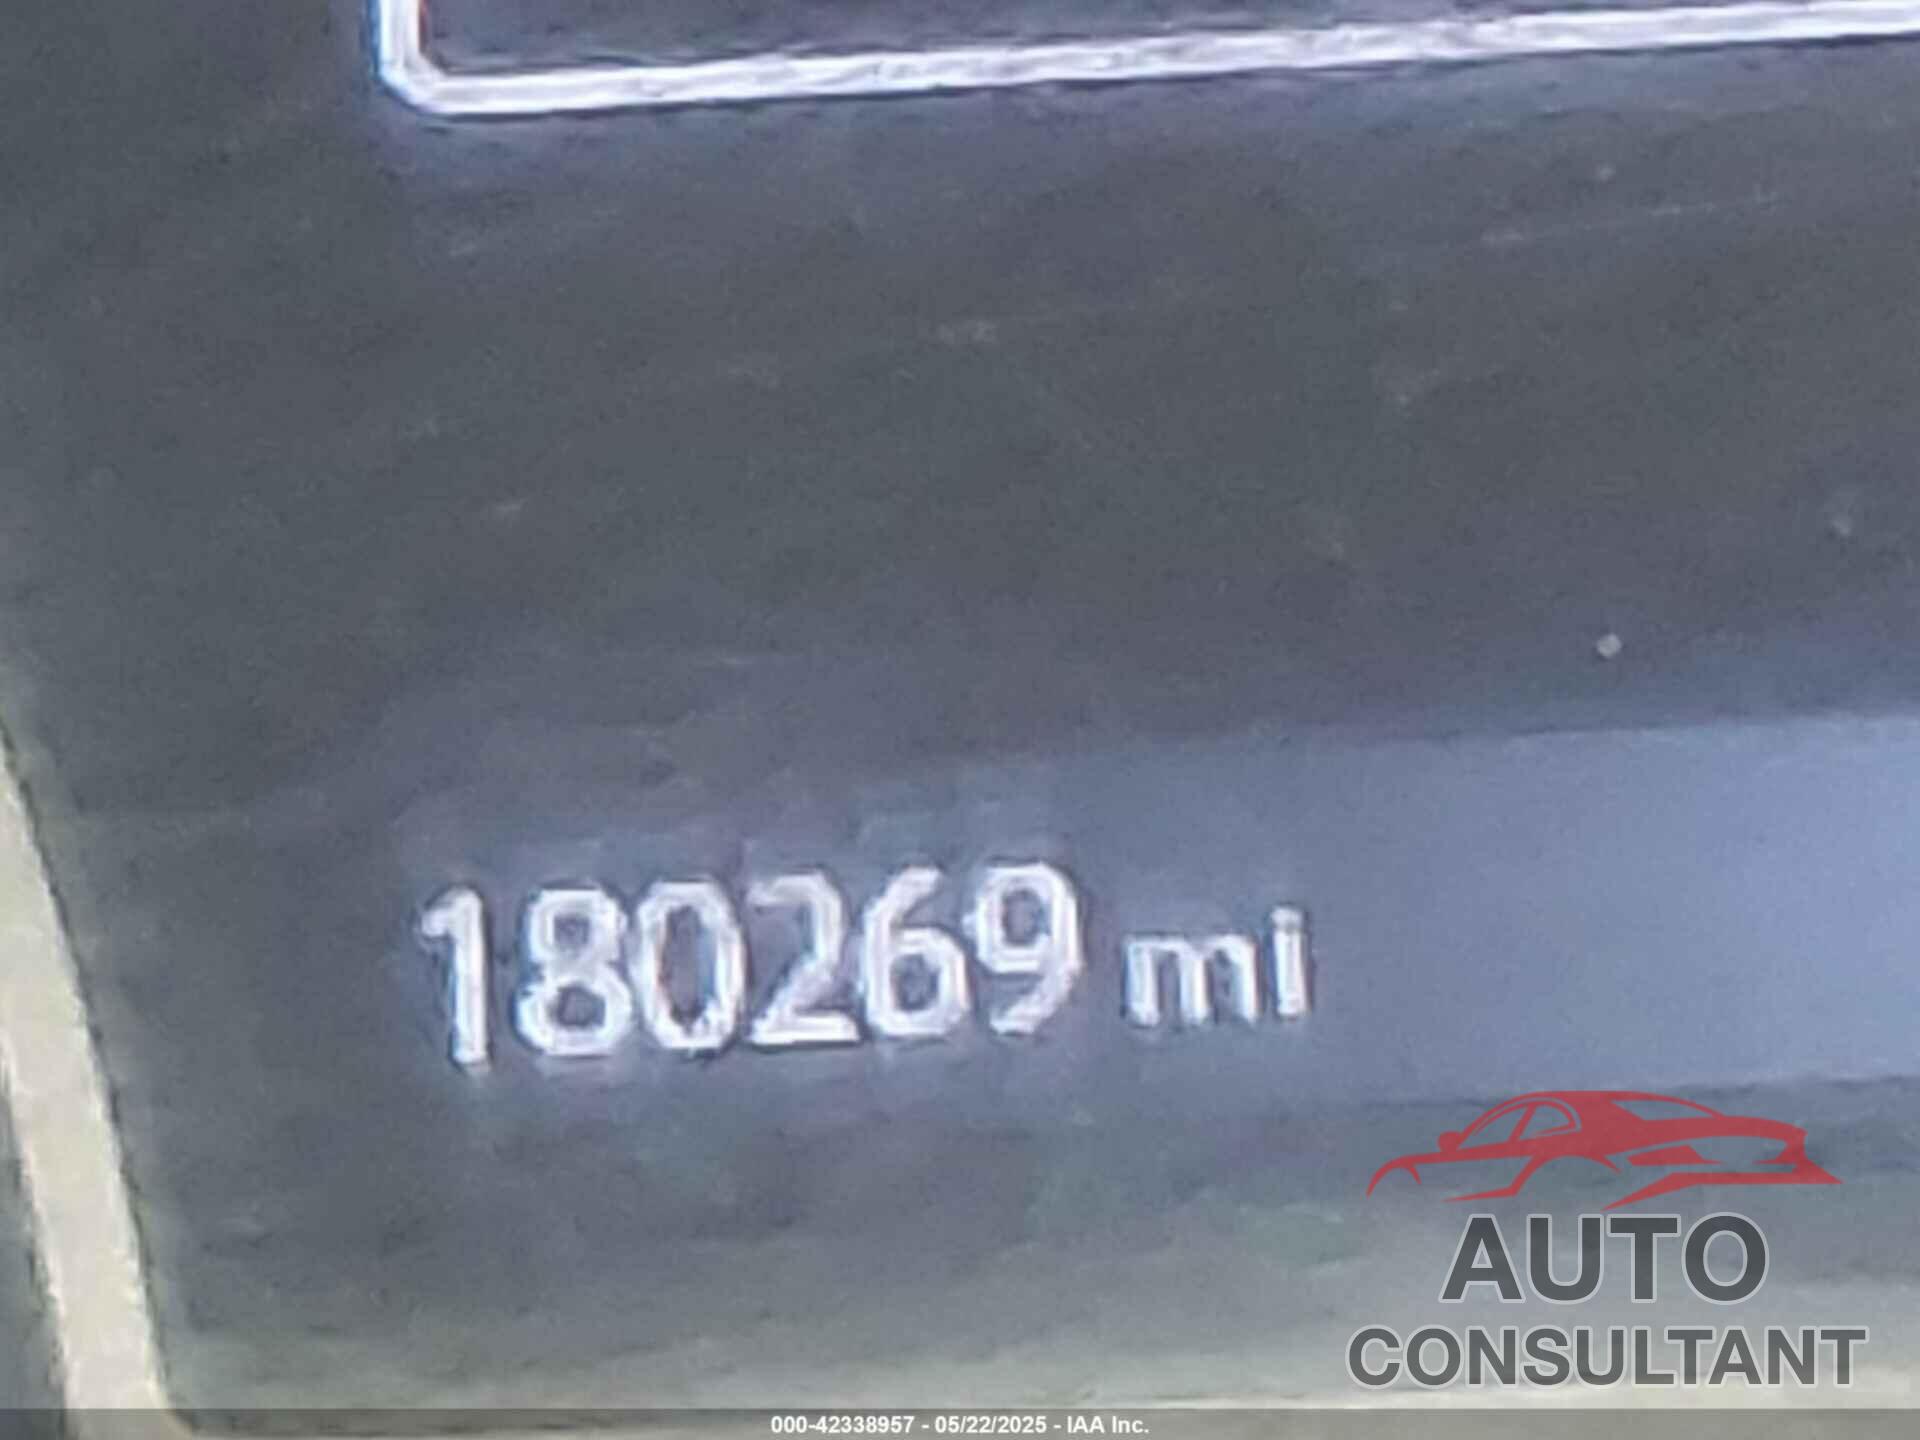 180269 mi
AUTO
CONSULTANT
000-42338957 - 05/22/2025 - IAA Inc.